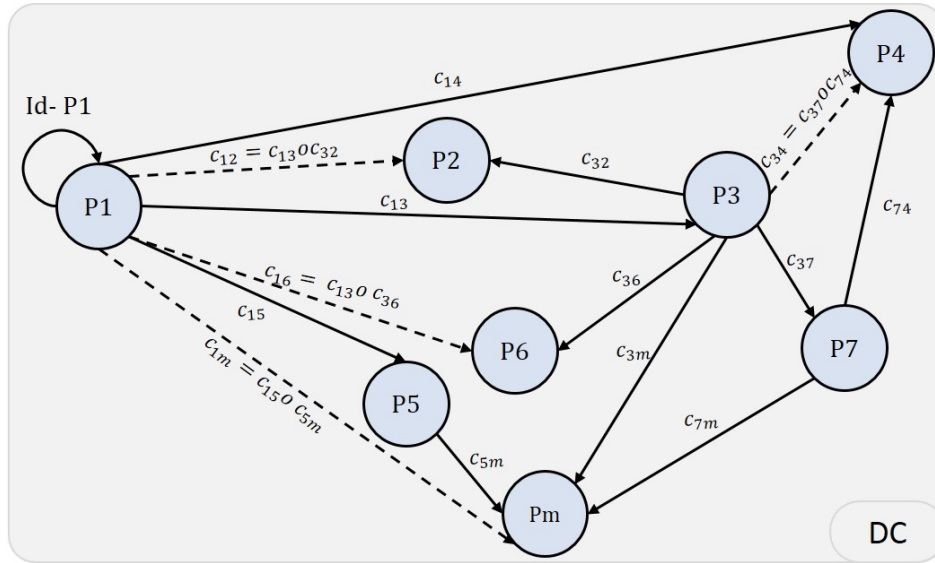 P4
c₁₄
c₃₄ = c₃₇oc₇₄
Id- P1
c₁₂ = c₁₃oc₃₂
P2
c₃₂
P3
P1
c₁₃
c₇₄
c₃₇
c₁₆ = c₁₃o c₃₆
c₃₆
c₁₅
P6
P7
c₃ₘ
c₁ₘ = c₁₅o c₅ₘ
P5
c₇ₘ
c₅ₘ
Pm
DC